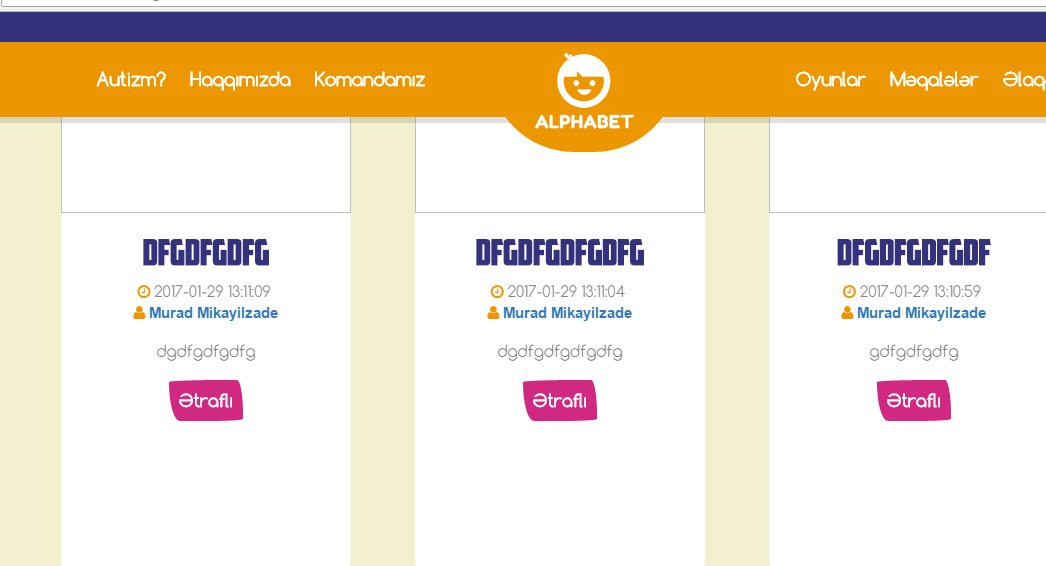 Autizm? Haqqımızda Komandamız
ALPHABET
Oyunlar Məqalələr
DFGDFGDFG
2017-01-29 13:11:09
Murad Mikayilzade
dgdfgdfgdfg
Ətraflı
DFGDFGDFGDFG
2017-01-29 13:11:04
Murad Mikayilzade
dgdfgdfgdfgdfg
Ətraflı
DFGDFGDFGDF
2017-01-29 13:10:59
Murad Mikayilzade
gdfgdfgdfg
Ətraflı